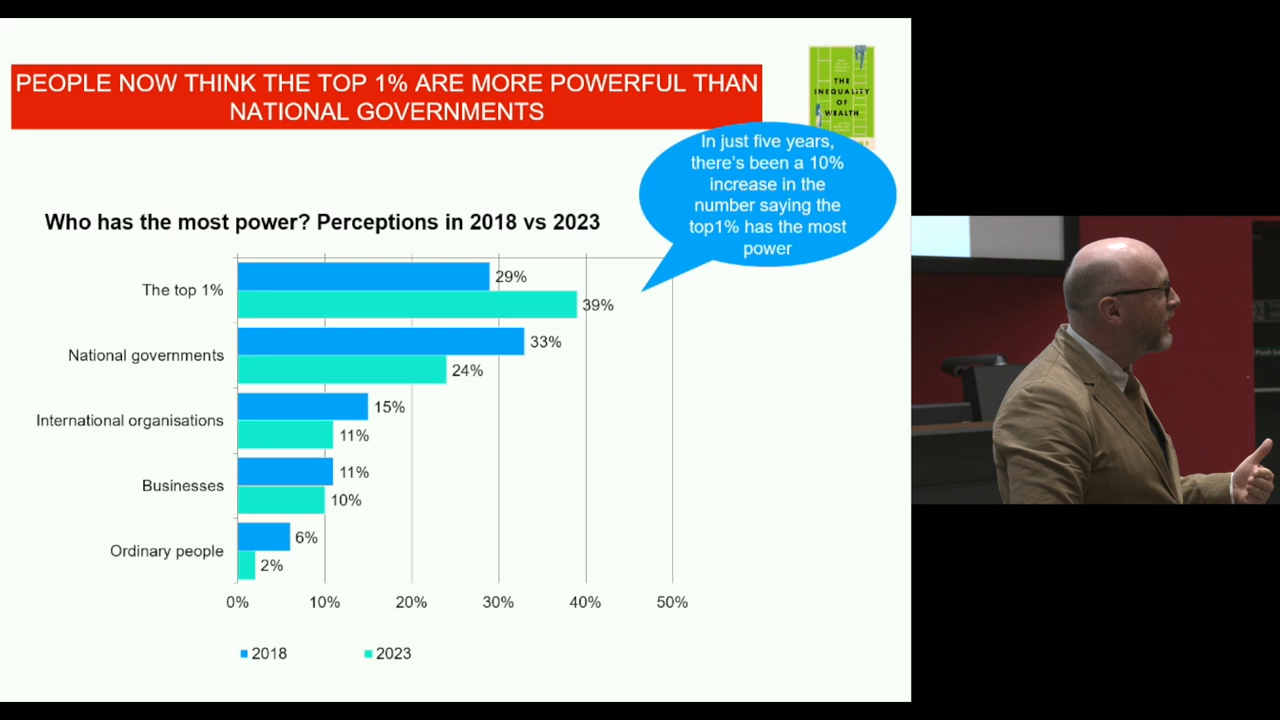 PEOPLE NOW THINK THE TOP 1% ARE MORE POWERFUL THAN
NATIONAL GOVERNMENTS
THE
INEQUALITY
OF
WEALTH
In just five years,
there's been a 10%
increase in the
number saying the
top1% has the most
power
Who has the most power? Perceptions in 2018 vs 2023
The top 1%
29%
39%
National governments
33%
24%
International organisations
15%
11%
Businesses
11%
10%
Ordinary people
6%
2%
0% 10% 20% 30% 40% 50%
2018 2023